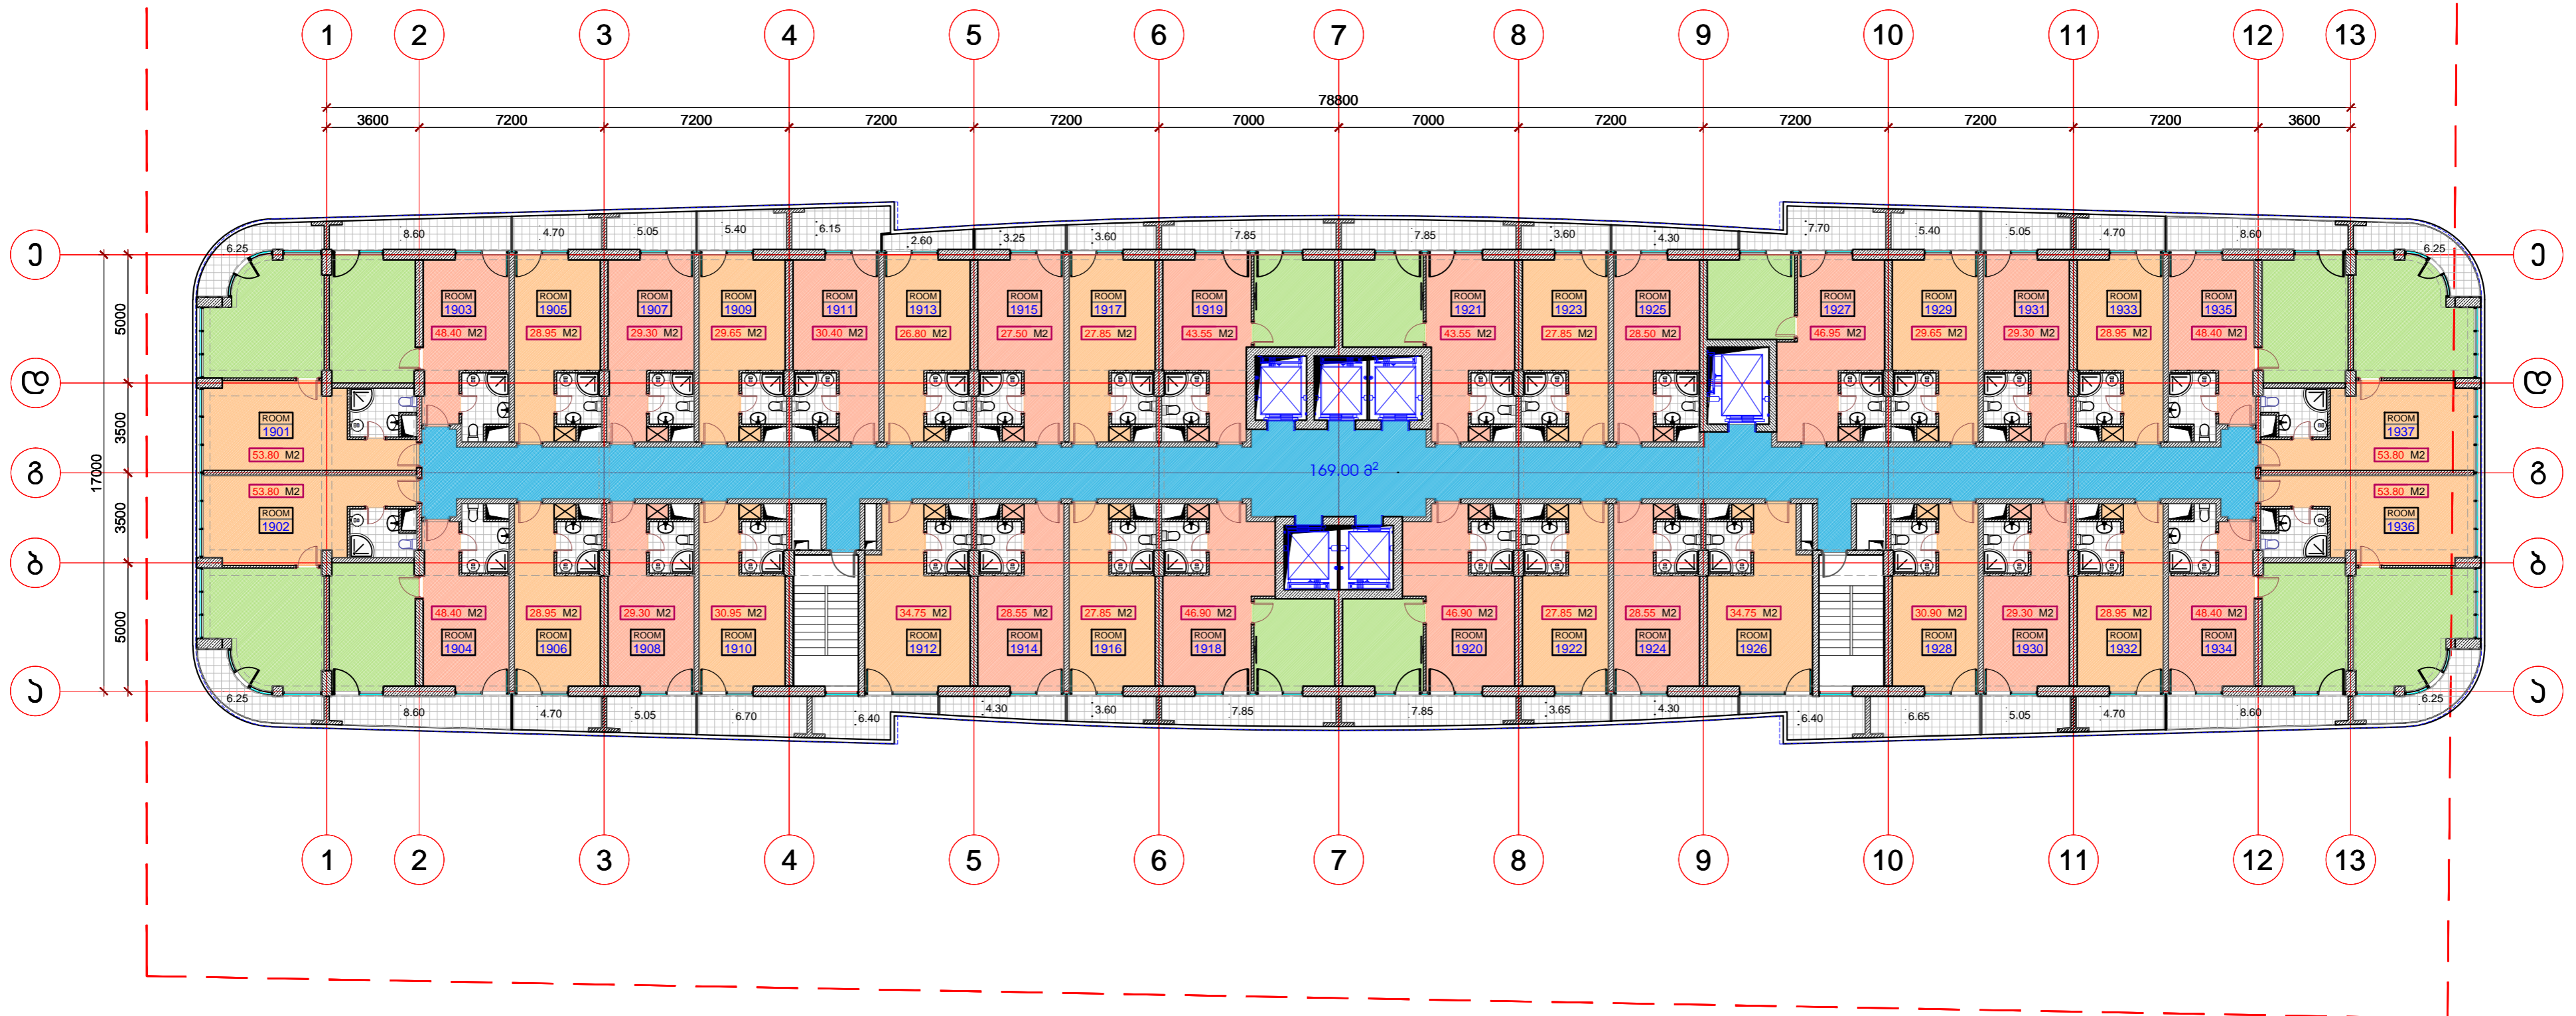 1 2 3 4 5 6 7 8 9 10 11 12 13
78800
3600 7200 7200 7200 7200 7000 7000 7200 7200 7200 7200 3600
6.25 8.60 4.70 5.05 5.40 6.15 2.60 3.25 3.60 7.85 7.85 3.60 4.30 7.70 5.40 5.05 4.70 8.60 6.25
ე ე
ROOM ROOM ROOM ROOM ROOM ROOM ROOM ROOM ROOM ROOM ROOM ROOM ROOM ROOM ROOM ROOM ROOM
1903 1905 1907 1909 1911 1913 1915 1917 1919 1921 1923 1925 1927 1929 1931 1933 1935
48.40 M2 28.95 M2 29.30 M2 29.65 M2 30.40 M2 26.80 M2 27.50 M2 27.85 M2 43.55 M2 43.55 M2 27.85 M2 28.50 M2 46.95 M2 29.65 M2 29.30 M2 28.95 M2 48.40 M2
5000
დ დ
ROOM ROOM
1901 1937
53.80 M2 53.80 M2
3500
17000
გ 169.00 მ² გ
53.80 M2 53.80 M2
ROOM ROOM
1902 1936
3500
ბ ბ
48.40 M2 28.95 M2 29.30 M2 30.95 M2 34.75 M2 28.55 M2 27.85 M2 46.90 M2 46.90 M2 27.85 M2 28.55 M2 34.75 M2 30.90 M2 29.30 M2 28.95 M2 48.40 M2
ROOM ROOM ROOM ROOM ROOM ROOM ROOM ROOM ROOM ROOM ROOM ROOM ROOM ROOM ROOM ROOM
1904 1906 1908 1910 1912 1914 1916 1918 1920 1922 1924 1926 1928 1930 1932 1934
5000
ა ა
6.25 8.60 4.70 5.05 6.70 6.40 4.30 3.60 7.85 7.85 3.65 4.30 6.40 6.65 5.05 4.70 8.60 6.25
1 2 3 4 5 6 7 8 9 10 11 12 13